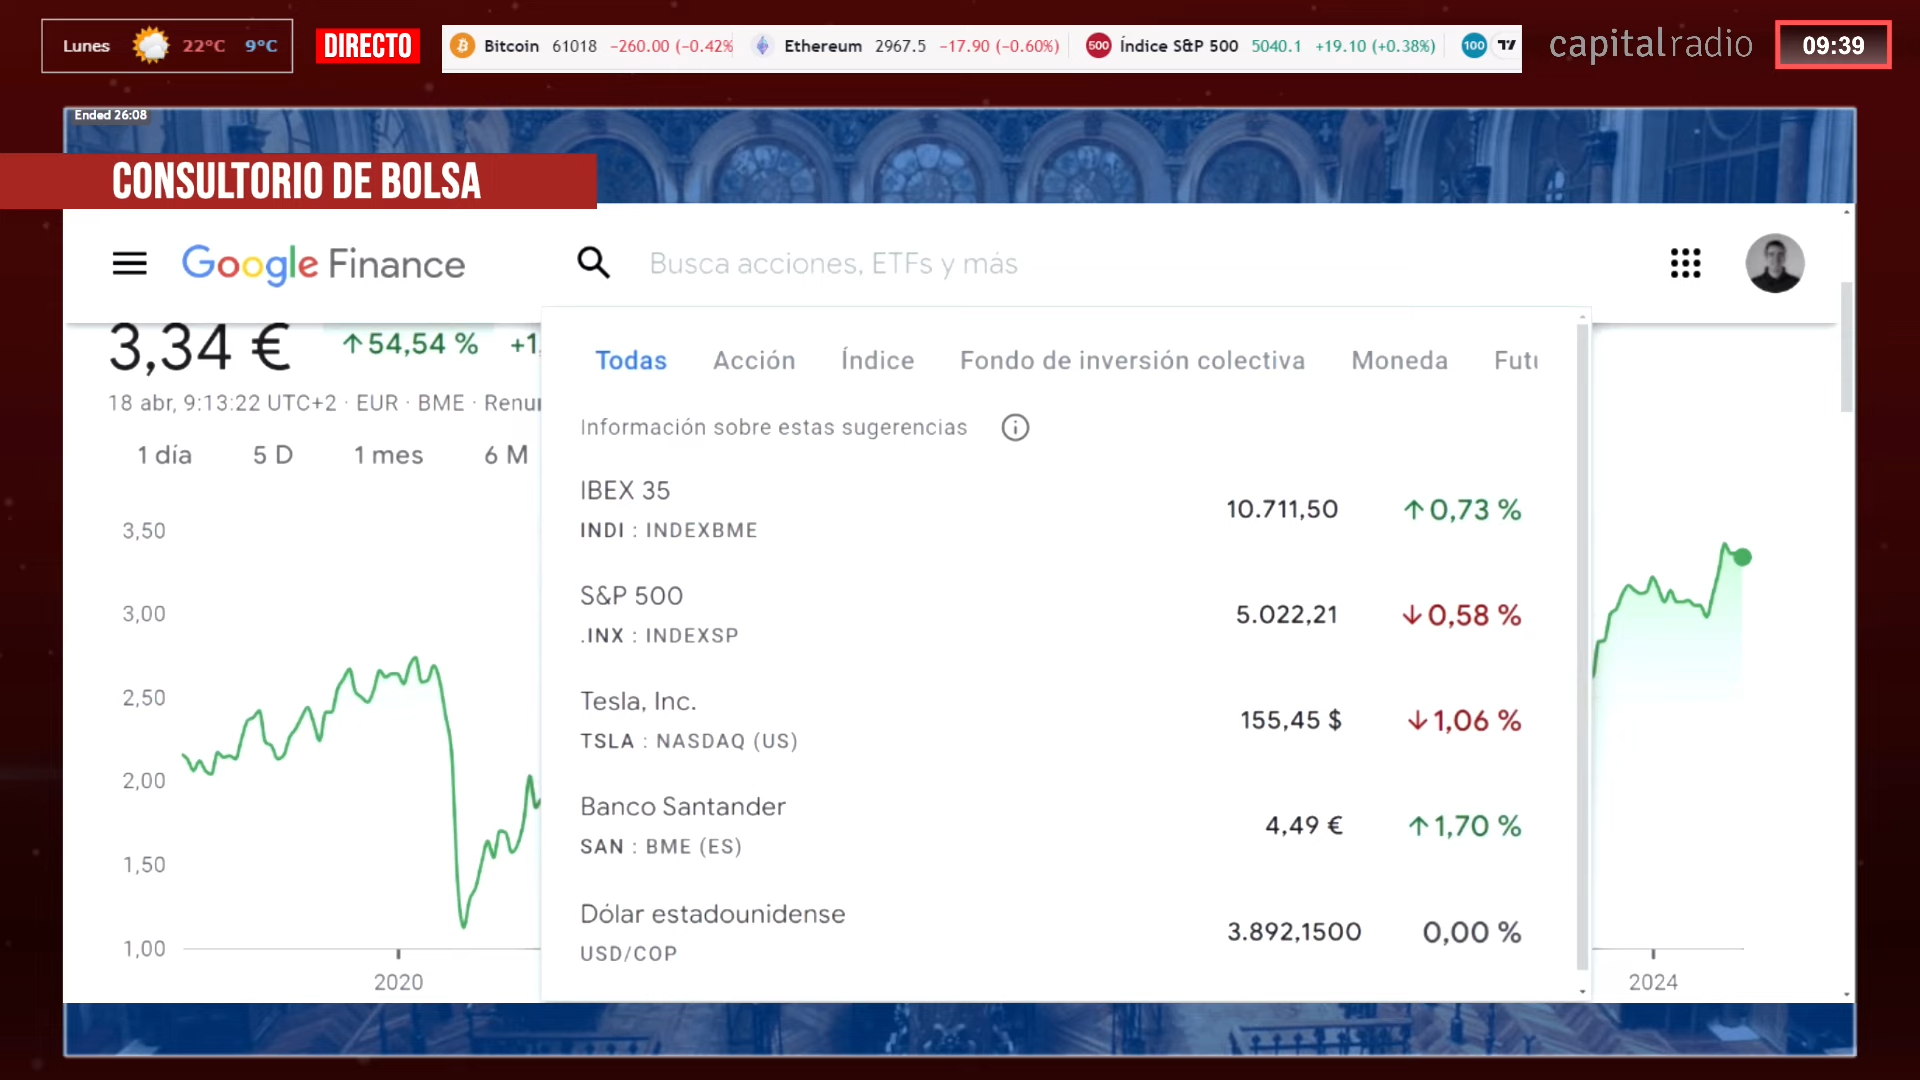 Lunes 22°C 9°C
DIRECTO
Bitcoin 61018 −260.00 (−0.42%
Ethereum 2967.5 −17.90 (−0.60%)
500 Índice S&P 500 5040.1 +19.10 (+0.38%)
100
capitalradio
09:39
Ended 26:08
CONSULTORIO DE BOLSA
Google Finance
Busca acciones, ETFs y más
3,34 € ↑54,54 % +1,
18 abr, 9:13:22 UTC+2 · EUR · BME · Renun
1 día 5 D 1 mes 6 M
Todas Acción Índice Fondo de inversión colectiva Moneda Futu
Información sobre estas sugerencias
IBEX 35
INDI : INDEXBME
10.711,50 ↑0,73 %
S&P 500
.INX : INDEXSP
5.022,21 ↓0,58 %
Tesla, Inc.
TSLA : NASDAQ (US)
155,45 $ ↓1,06 %
Banco Santander
SAN : BME (ES)
4,49 € ↑1,70 %
Dólar estadounidense
USD/COP
3.892,1500 0,00 %
3,50
3,00
2,50
2,00
1,50
1,00
2020
2024